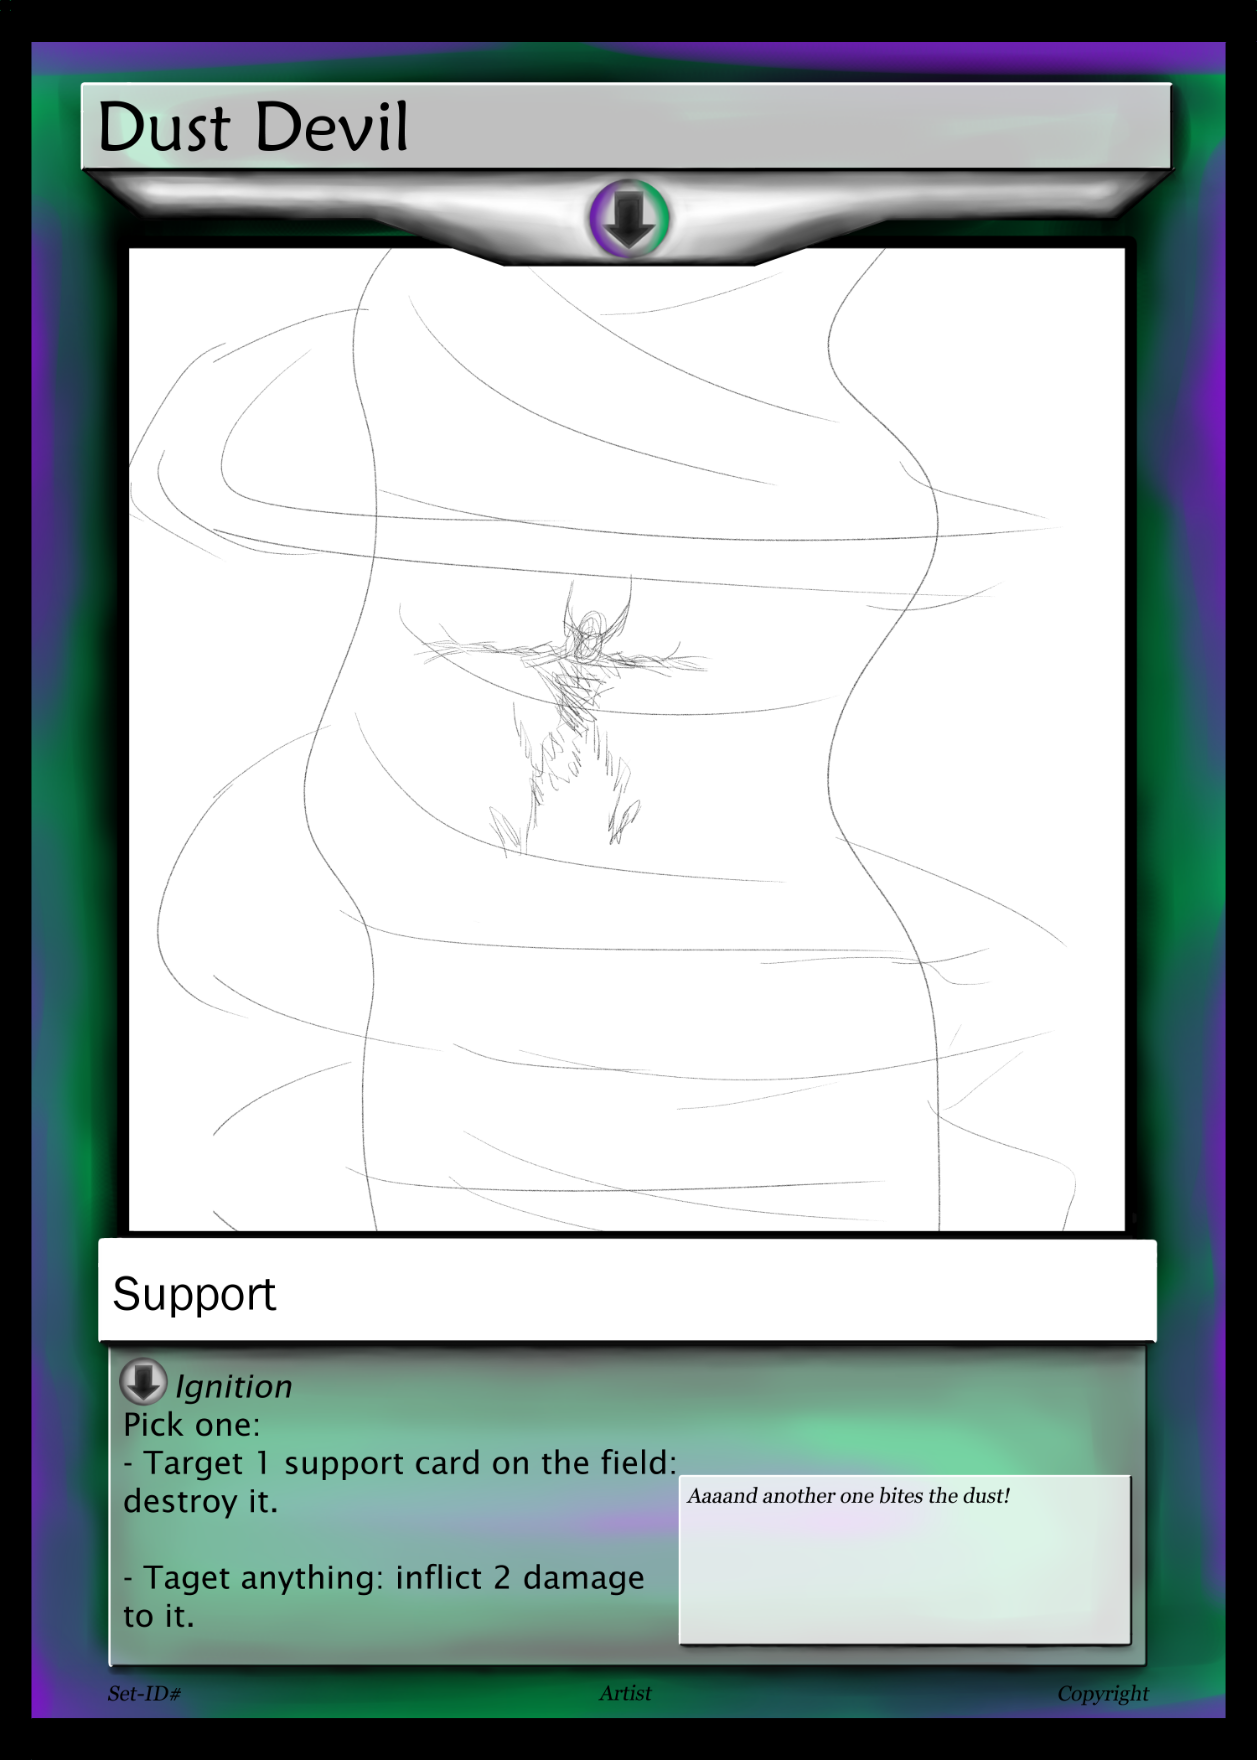 Dust Devil
Support
Ignition
Pick one:
- Target 1 support card on the field:
destroy it.
- Taget anything: inflict 2 damage
to it.
Aaaand another one bites the dust!
Set-ID#
Artist
Copyright